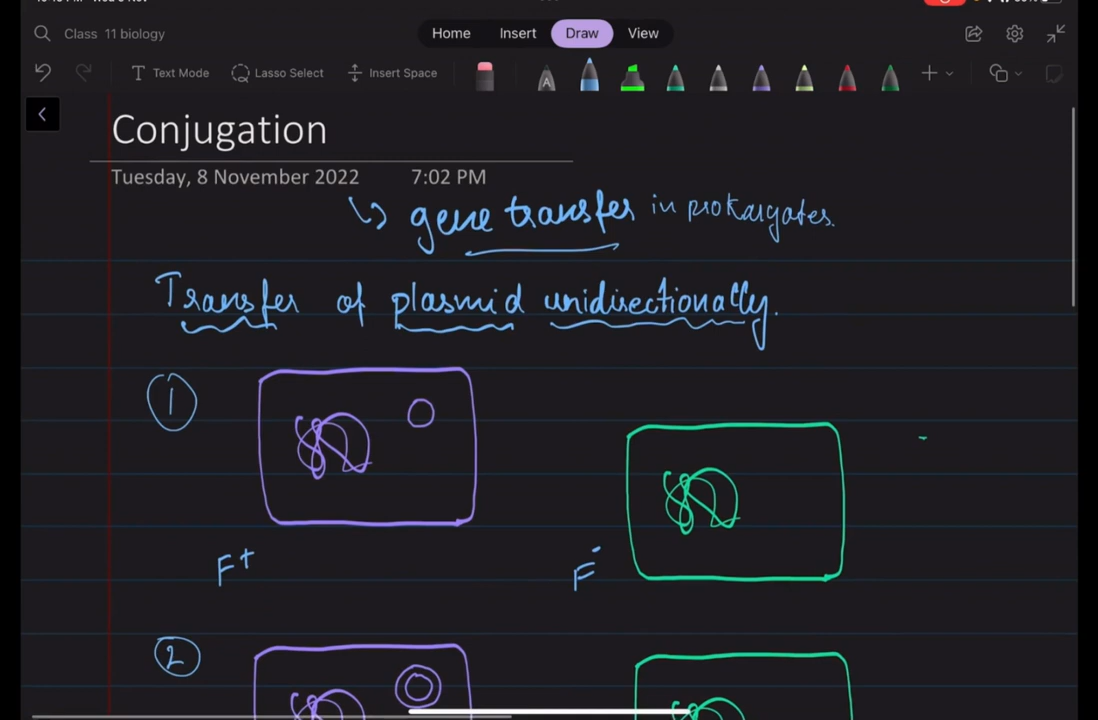 Class 11 biology
Home Insert Draw View
Text Mode Lasso Select Insert Space
A
Conjugation
Tuesday, 8 November 2022 7:02 PM
↳ gene transfer in prokaryates.
Transfer of plasmid unidirectionally.
①
F+
F-
②